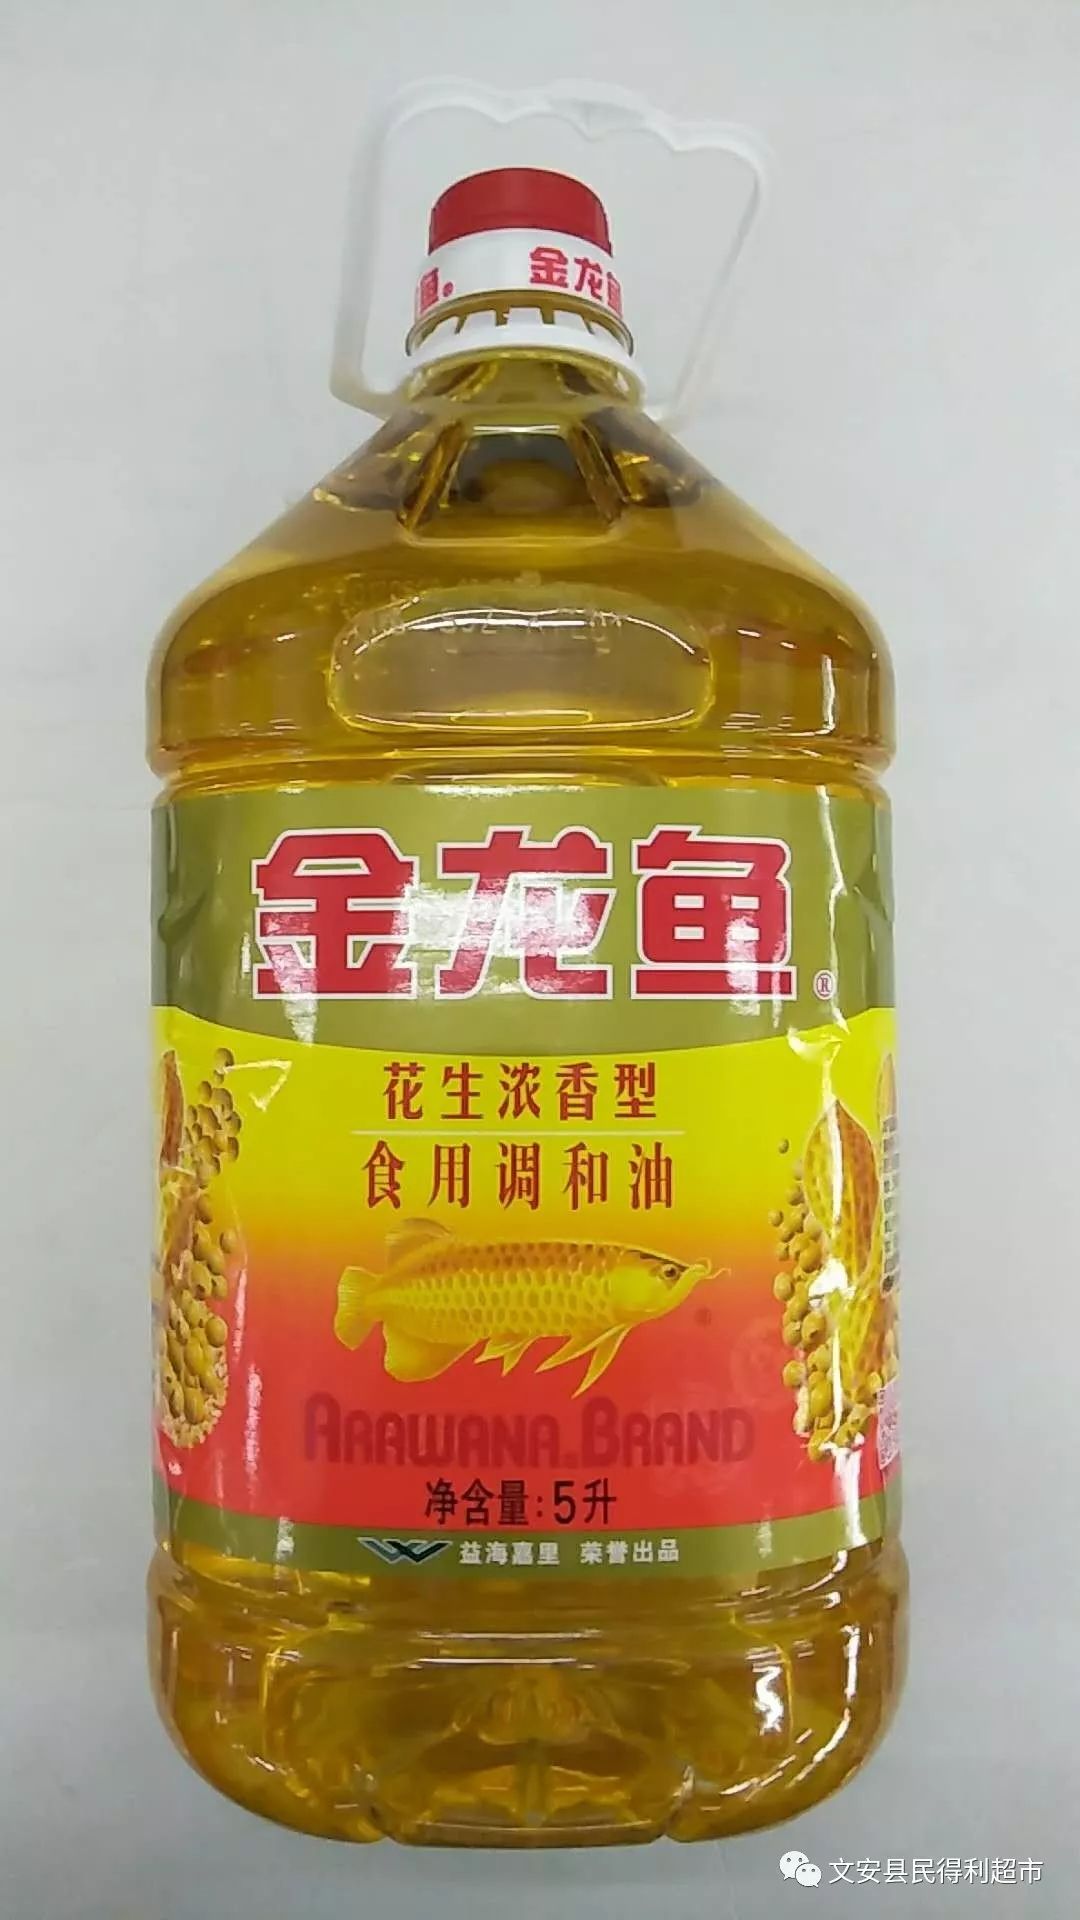 鱼® 金龙鱼
金龙鱼®
花生浓香型
食用调和油
ARAWANA® BRAND
净含量:5升
益海嘉里 荣誉出品
文安县民得利超市